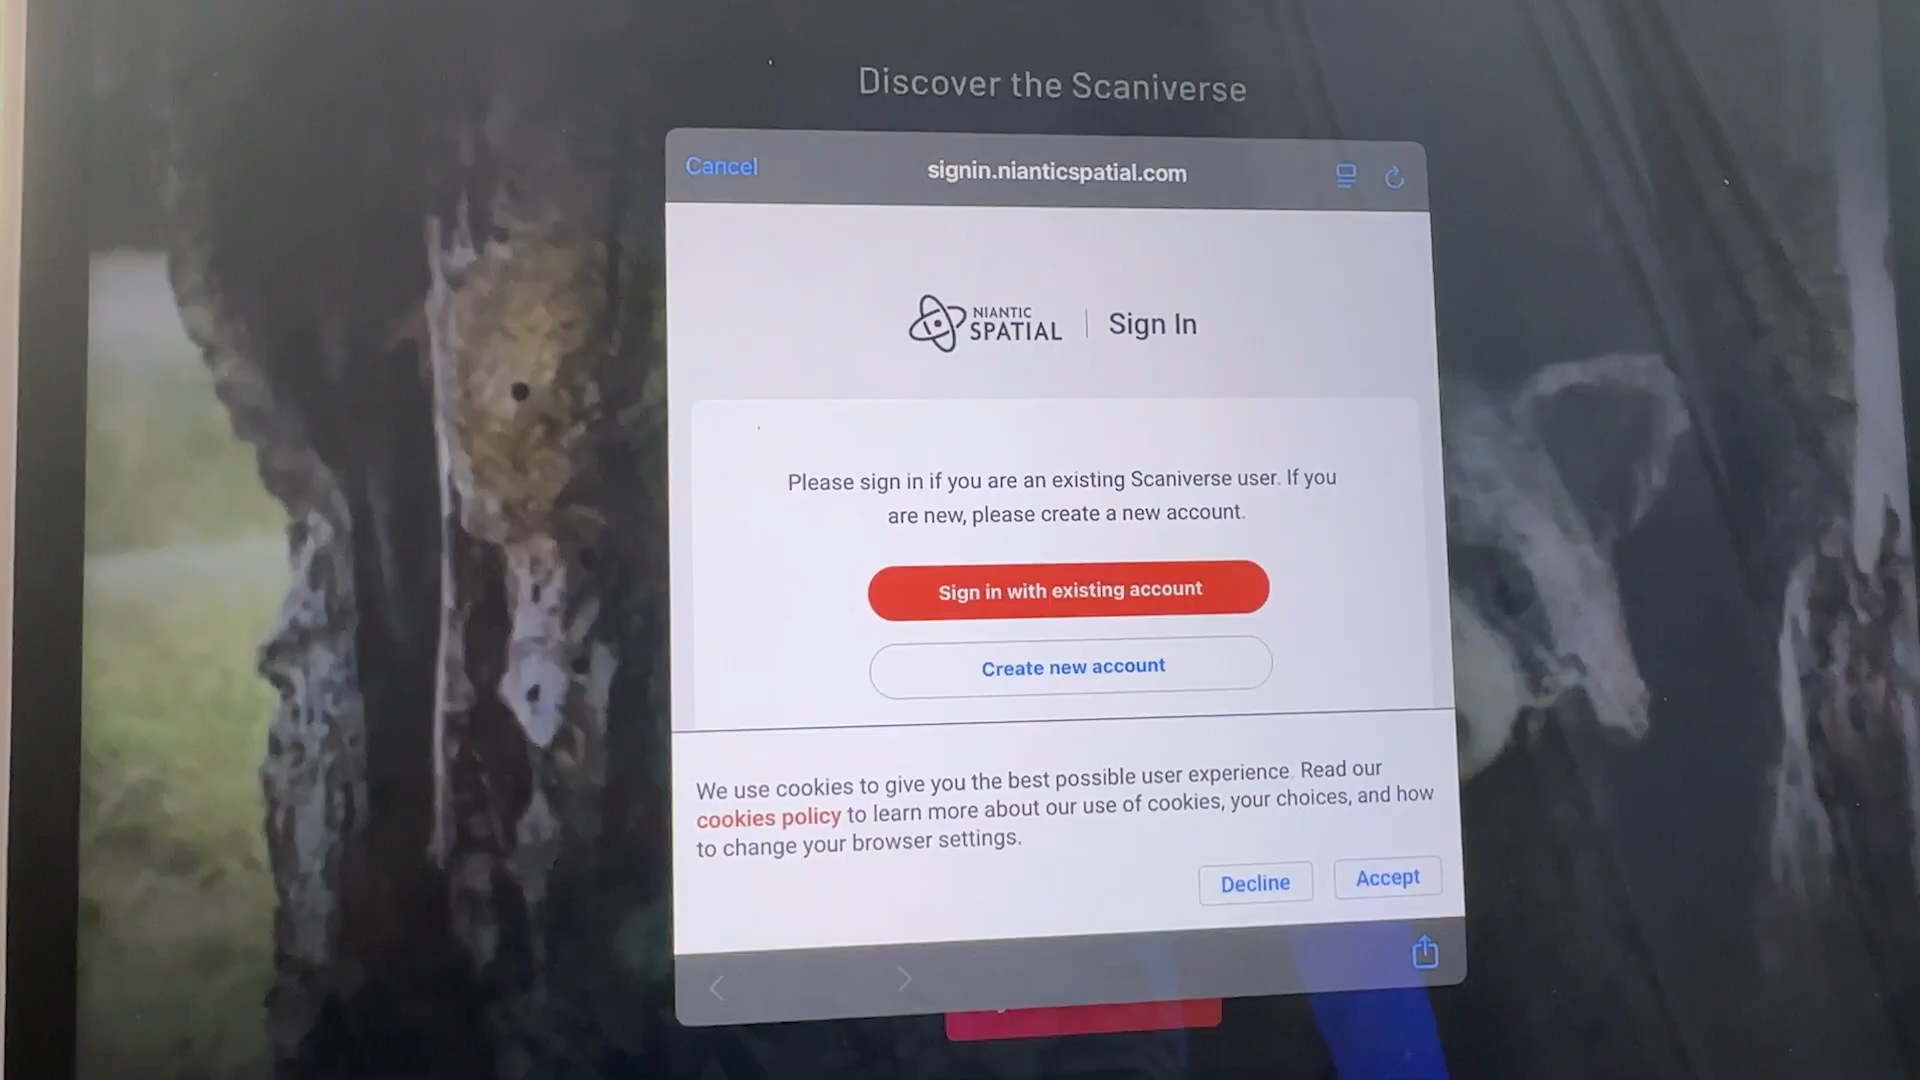 Discover the Scaniverse
Cancel
signin.nianticspatial.com
NIANTIC
SPATIAL
Sign In
Please sign in if you are an existing Scaniverse user. If you
are new, please create a new account.
Sign in with existing account
Create new account
We use cookies to give you the best possible user experience. Read our
cookies policy to learn more about our use of cookies, your choices, and how
to change your browser settings.
Decline
Accept